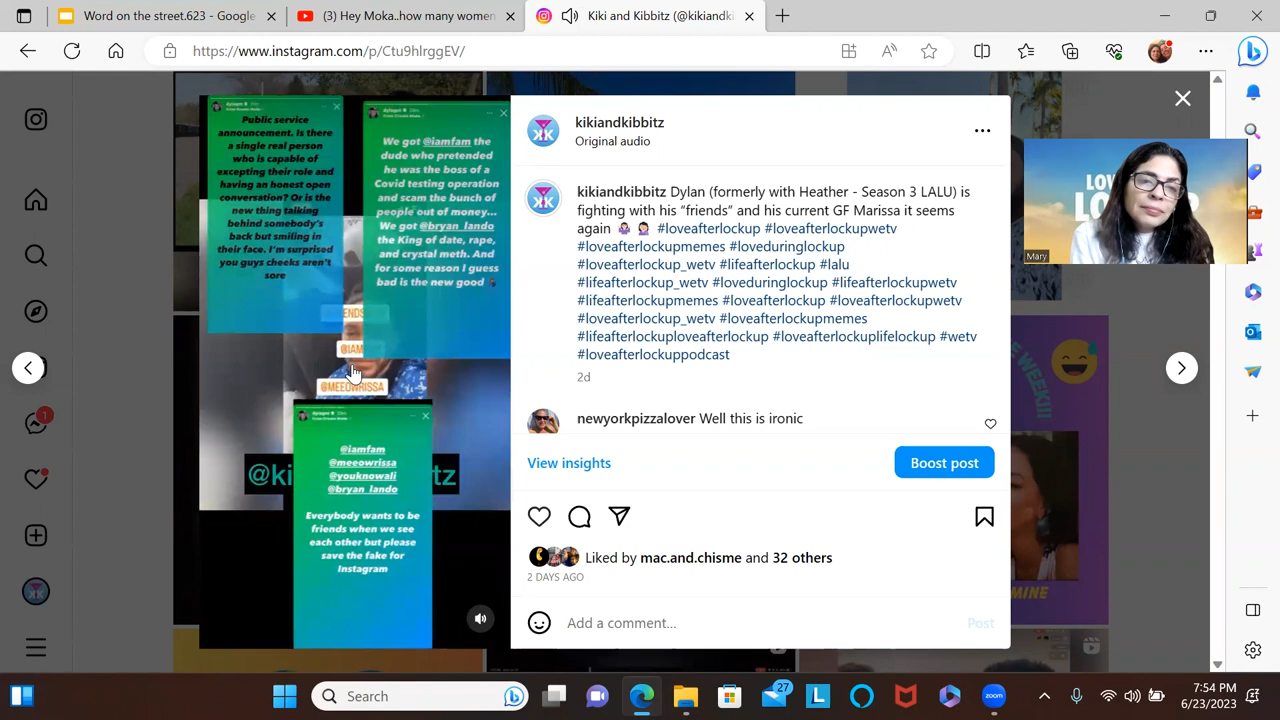 Word on the street.623 - Google
(3) Hey Moka..how many women
Kiki and Kibbitz (@kikiandki
https://www.instagram.com/p/Ctu9hlrggEV/
Public service
announcement. Is there
a single real person
who is capable of
excepting their role and
having an honest open
conversation? Or is the
new thing talking
behind somebody's
back but smiling in
their face. I'm surprised
you guys cheeks aren't
sore
We got @iamfam the
dude who pretended
he was the boss of a
Covid testing operation
and scam the bunch of
people out of money...
We got @bryan_lando
the King of date, rape,
and crystal meth. And
for some reason I guess
bad is the new good
@MEEOWRISSA
@iamfam
@meeowrissa
@youknowali
@bryan_lando
Everybody wants to be
friends when we see
each other but please
save the fake for
Instagram
kikiandkibbitz
Original audio
kikiandkibbitz Dylan (formerly with Heather - Season 3 LALU) is
fighting with his “friends” and his current GF Marissa it seems
again #loveafterlockup #loveafterlockupwetv
#loveafterlockupmemes #loveduringlockup
#loveafterlockup_wetv #lifeafterlockup #lalu
#lifeafterlockup_wetv #loveduringlockup #lifeafterlockupwetv
#lifeafterlockupmemes #loveafterlockup #loveafterlockupwetv
#loveafterlockup_wetv #loveafterlockupmemes
#lifeafterlockuploveafterlockup #loveafterlockuplifelockup #wetv
#loveafterlockuppodcast
2d
newyorkpizzalover Well this is ironic
View insights
Boost post
Liked by mac.and.chisme and 32 others
2 DAYS AGO
Add a comment...
Post
Mary
1
Search
27
zoom
7:54 PM
6/23/2023